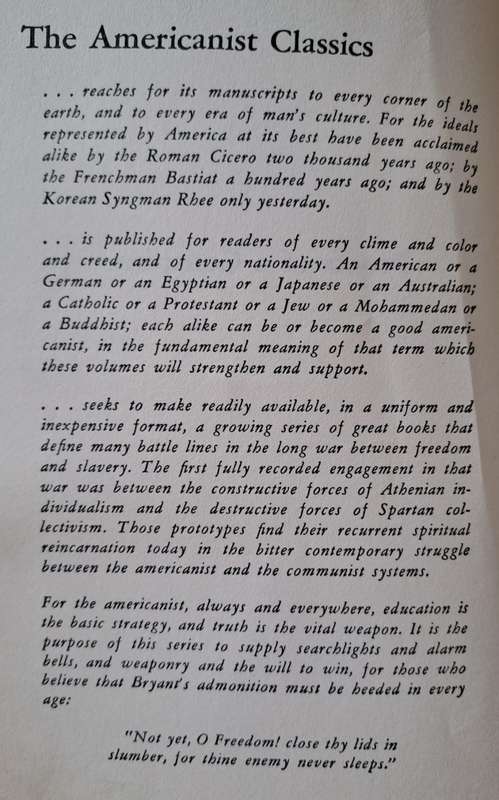 The Americanist Classics
. . . reaches for its manuscripts to every corner of the
earth, and to every era of man's culture. For the ideals
represented by America at its best have been acclaimed
alike by the Roman Cicero two thousand years ago; by
the Frenchman Bastiat a hundred years ago; and by the
Korean Syngman Rhee only yesterday.
. . . is published for readers of every clime and color
and creed, and of every nationality. An American or a
German or an Egyptian or a Japanese or an Australian;
a Catholic or a Protestant or a Jew or a Mohammedan or
a Buddhist; each alike can be or become a good ameri-
canist, in the fundamental meaning of that term which
these volumes will strengthen and support.
. . . seeks to make readily available, in a uniform and
inexpensive format, a growing series of great books that
define many battle lines in the long war between freedom
and slavery. The first fully recorded engagement in that
war was between the constructive forces of Athenian in-
dividualism and the destructive forces of Spartan col-
lectivism. Those prototypes find their recurrent spiritual
reincarnation today in the bitter contemporary struggle
between the americanist and the communist systems.
For the americanist, always and everywhere, education is
the basic strategy, and truth is the vital weapon. It is the
purpose of this series to supply searchlights and alarm
bells, and weaponry and the will to win, for those who
believe that Bryant's admonition must be heeded in every
age:
"Not yet, O Freedom! close thy lids in
slumber, for thine enemy never sleeps."